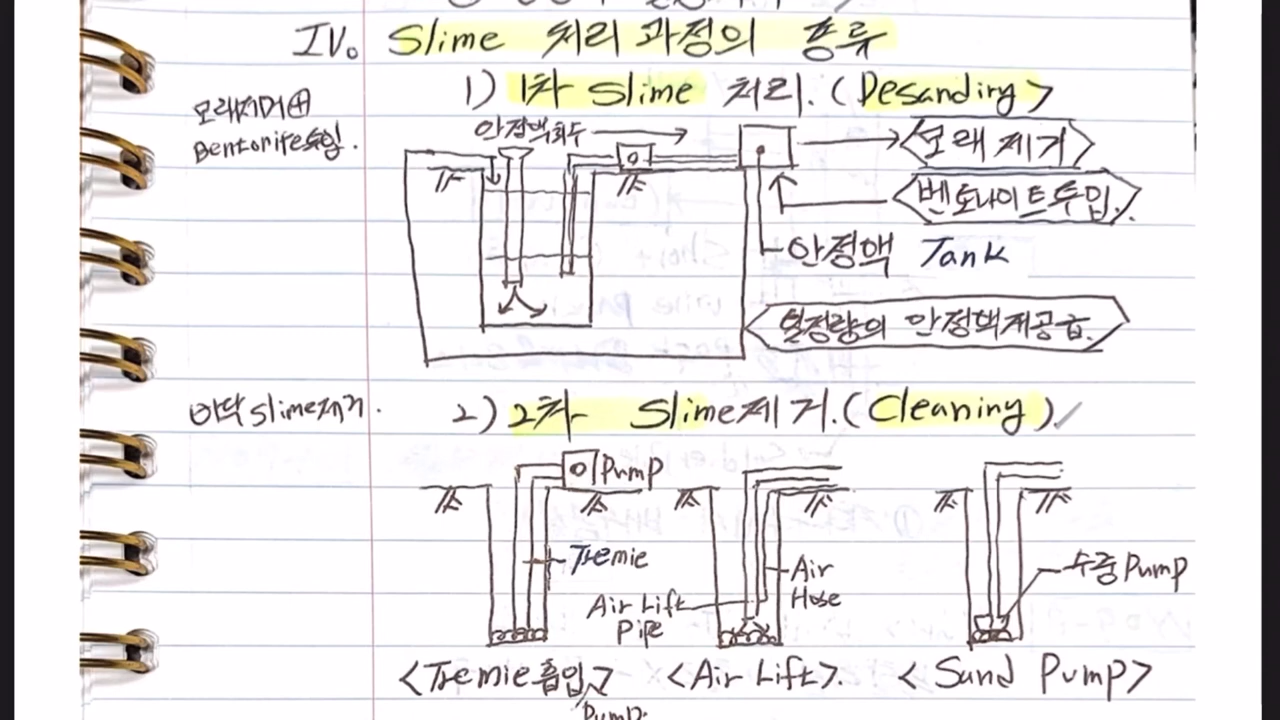 IV。 Slime 처리 과정의 종류
1) 1차 Slime 처리.(Desanding)
모래제거 ⊕
Bentonite투입.
안정액회수
모래 제거
벤토나이트투입.
안정액 Tank
일정량의 안정액재공급.
바닥 slime제거.
2) 2차 Slime제거.(Cleaning)
Pump
Tremie
Air Lift
Pipe
Air
Hose
수중 Pump
<Tremie흡입>
Pump.
<Air Lift>.
<Sand Pump>